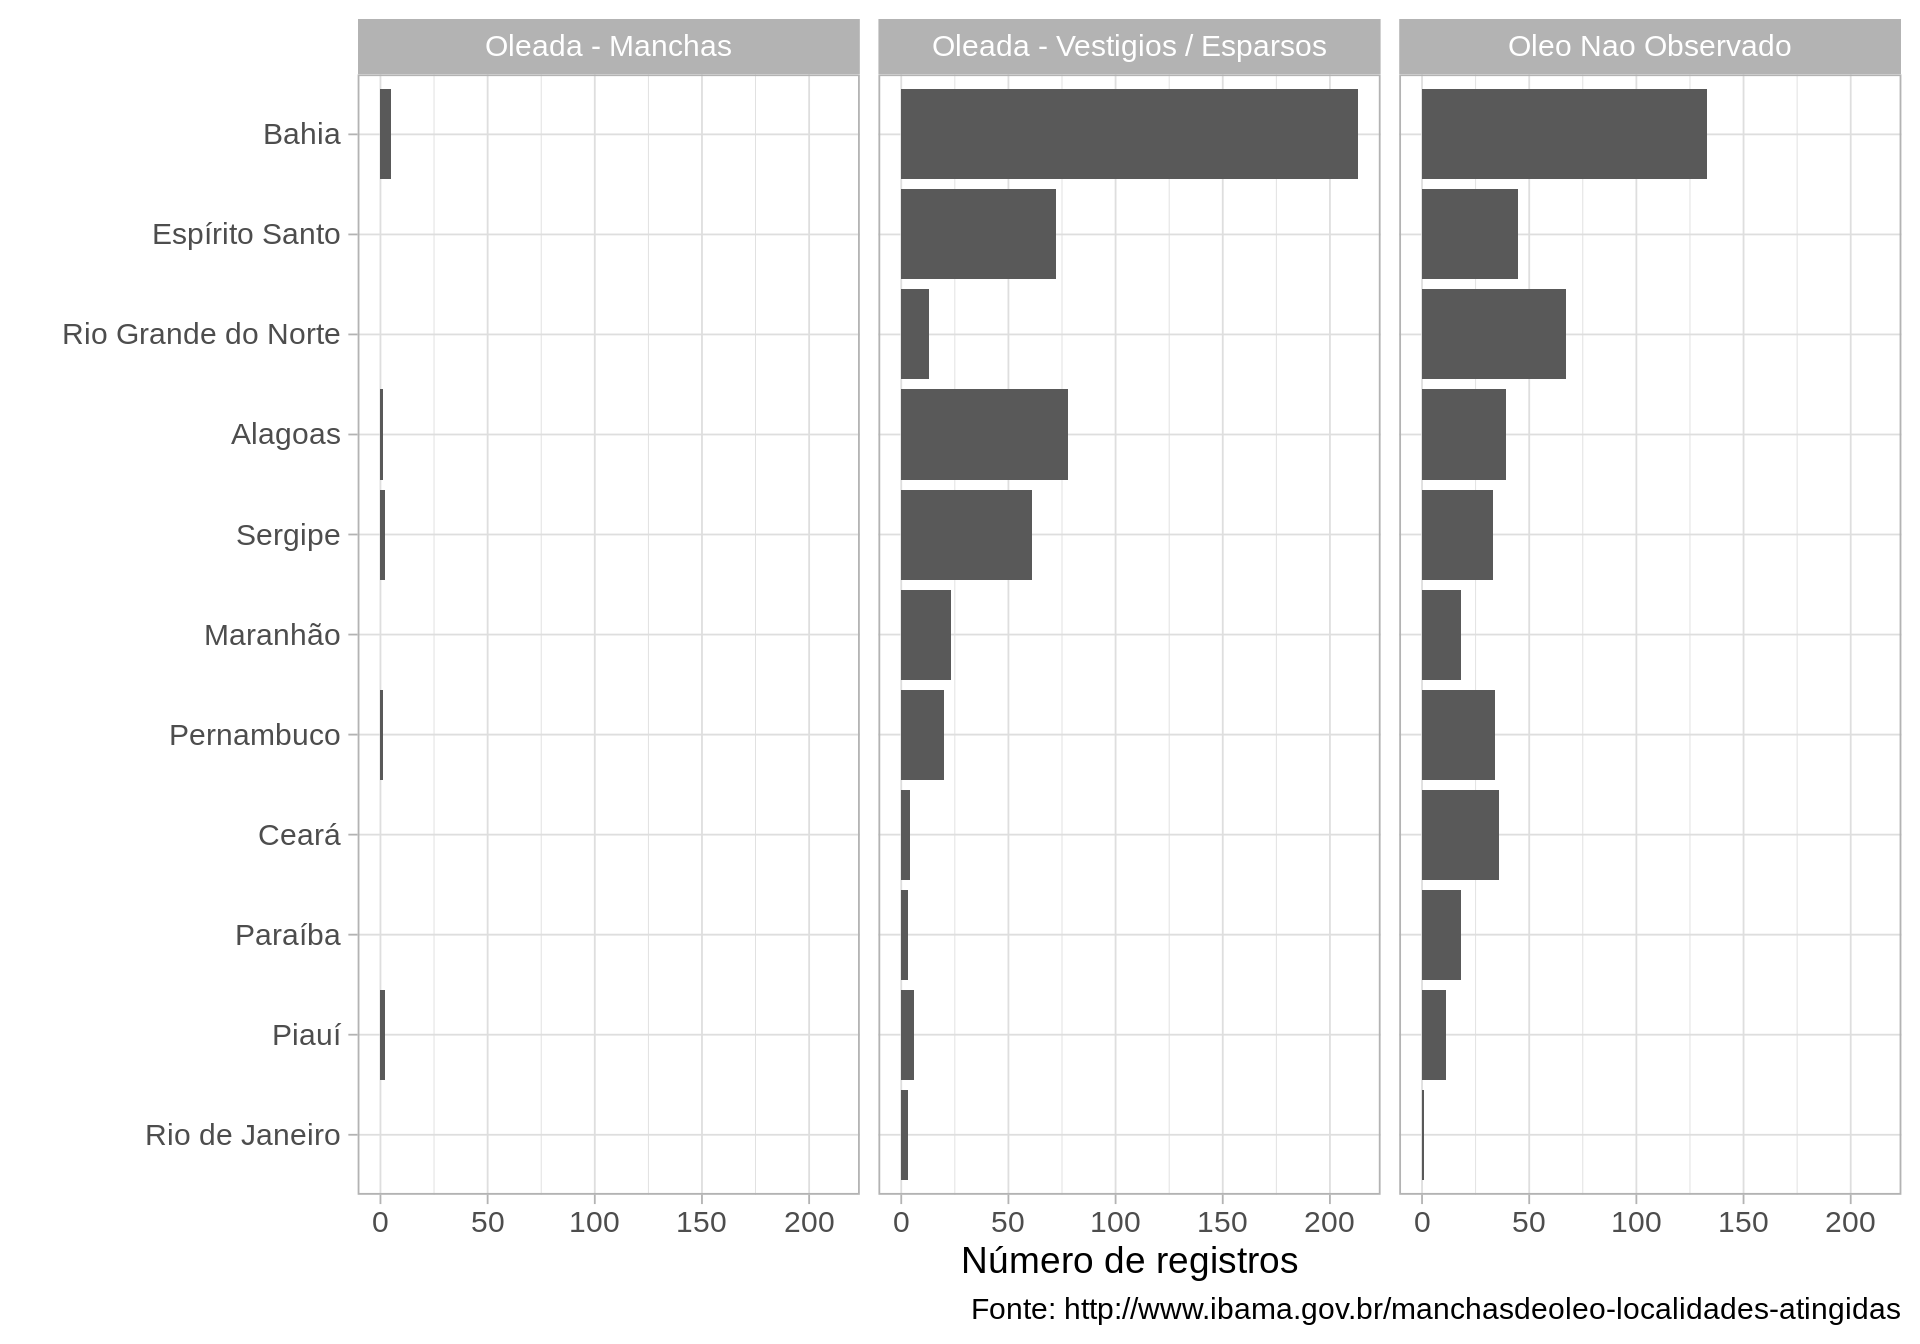 Oleada - Manchas
Oleada - Vestigios / Esparsos
Oleo Nao Observado
Bahia
Espírito Santo
Rio Grande do Norte
Alagoas
Sergipe
Maranhão
Pernambuco
Ceará
Paraíba
Piauí
Rio de Janeiro
0 50 100 150 200
0 50 100 150 200
0 50 100 150 200
Número de registros
Fonte: http://www.ibama.gov.br/manchasdeoleo-localidades-atingidas